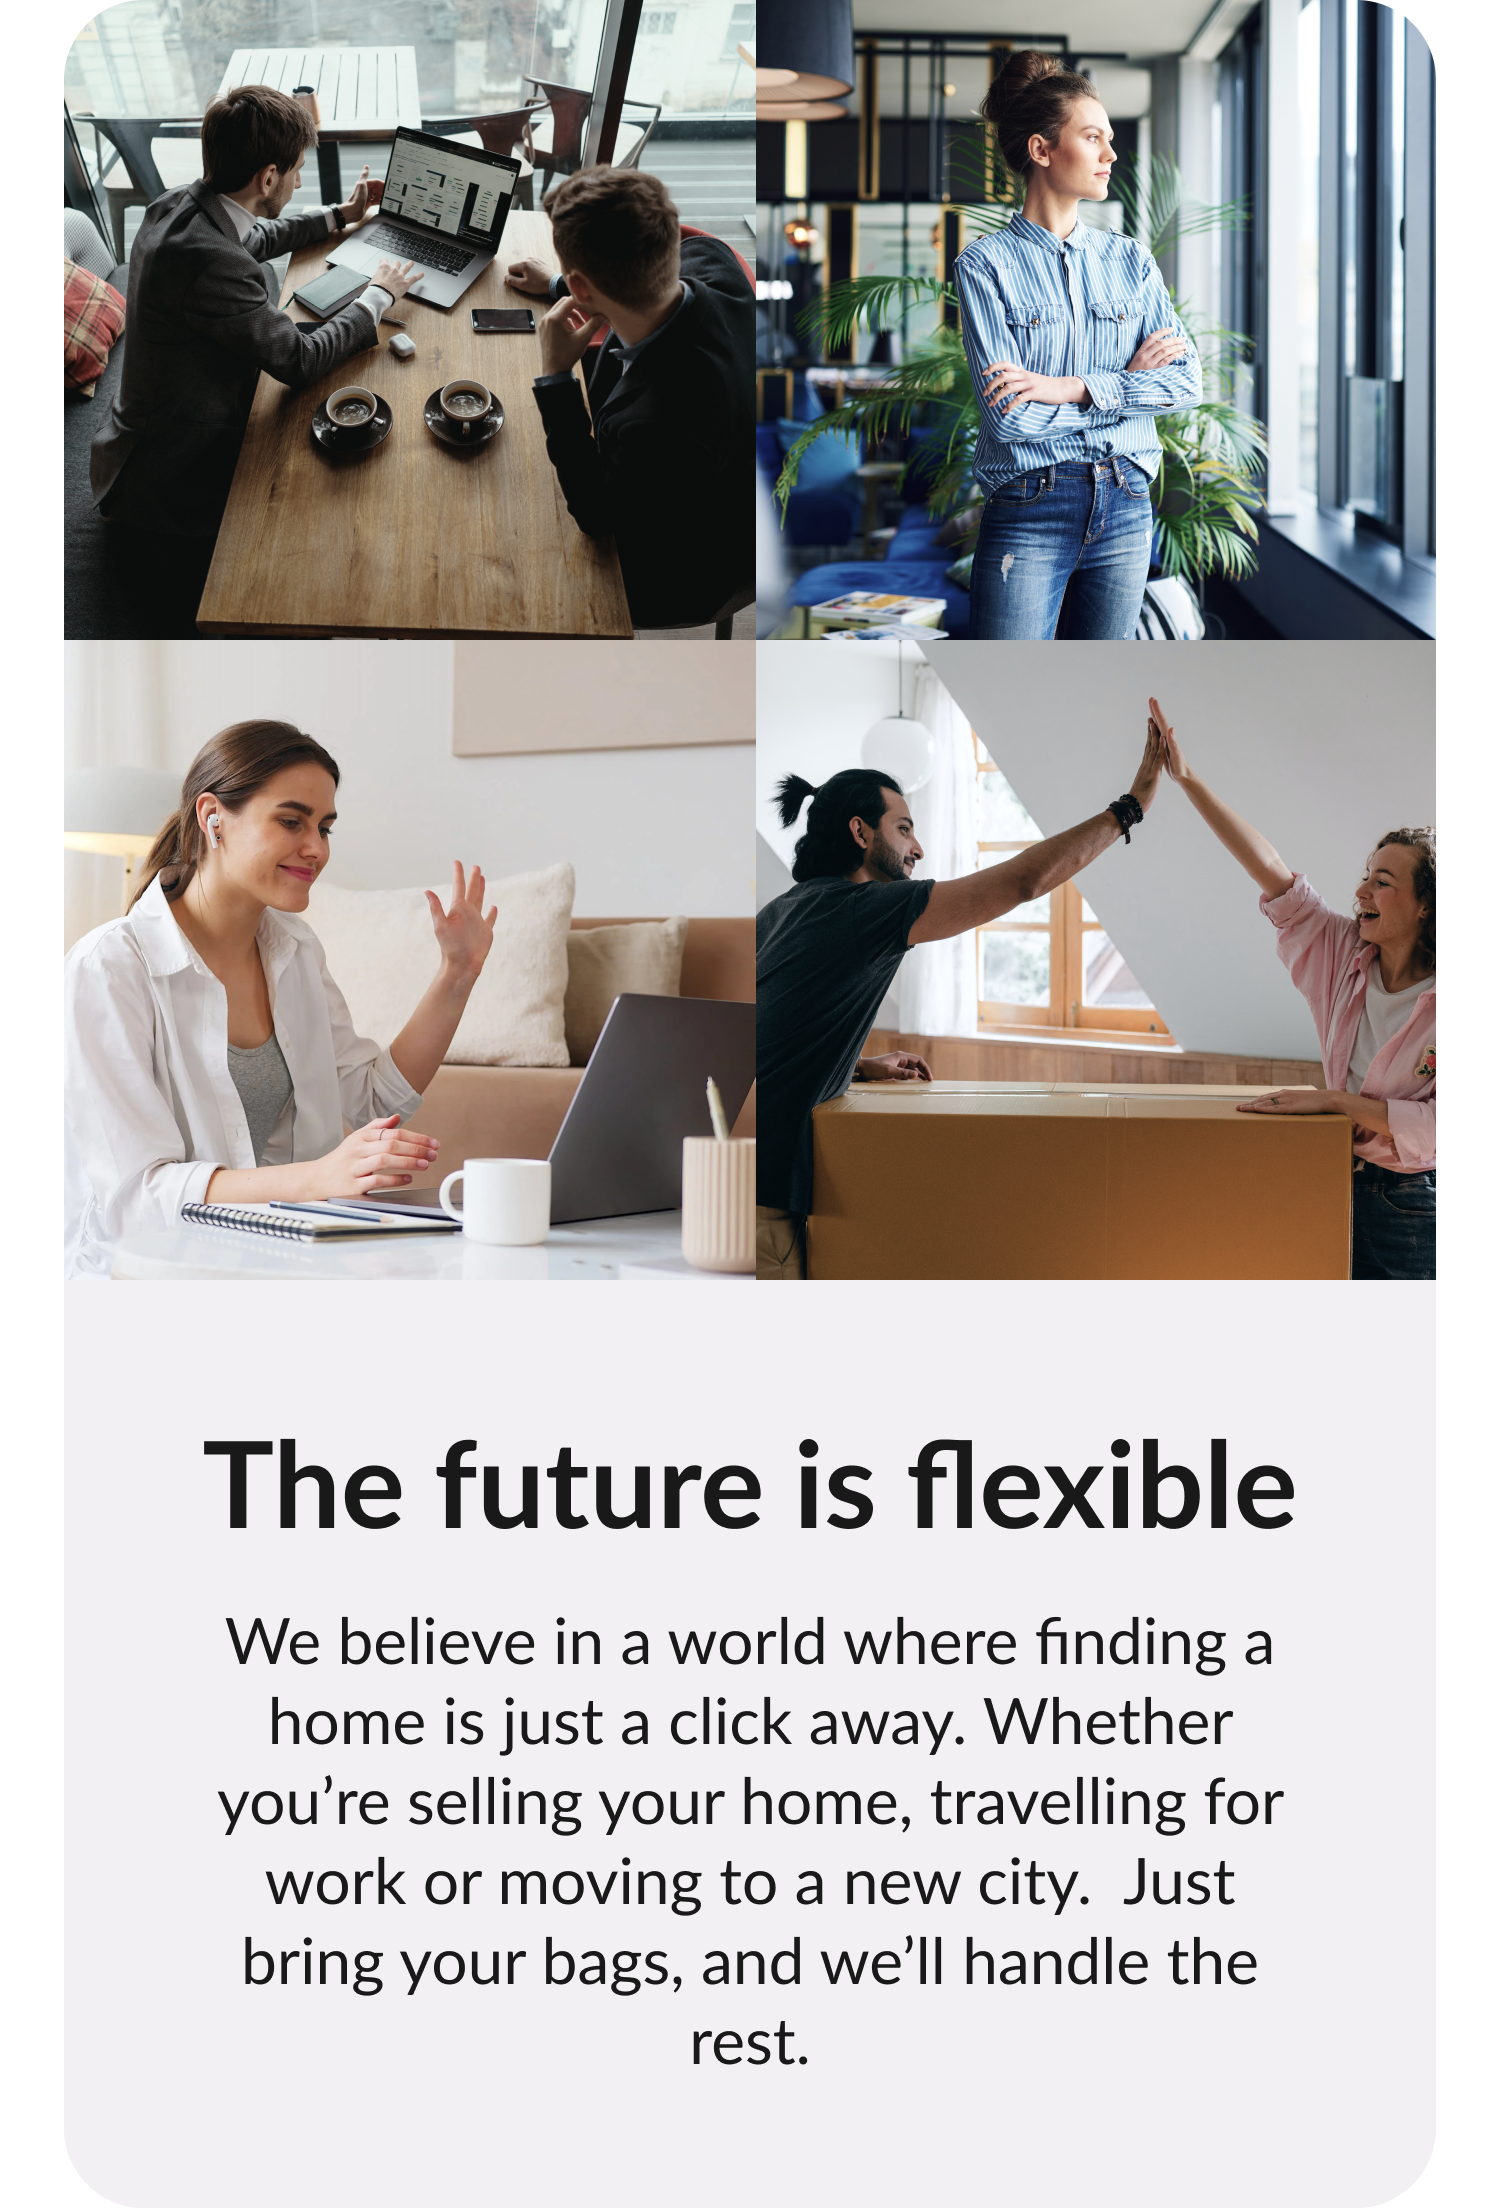 The future is flexible
We believe in a world where finding a
home is just a click away. Whether
you’re selling your home, travelling for
work or moving to a new city.  Just
bring your bags, and we’ll handle the
rest.